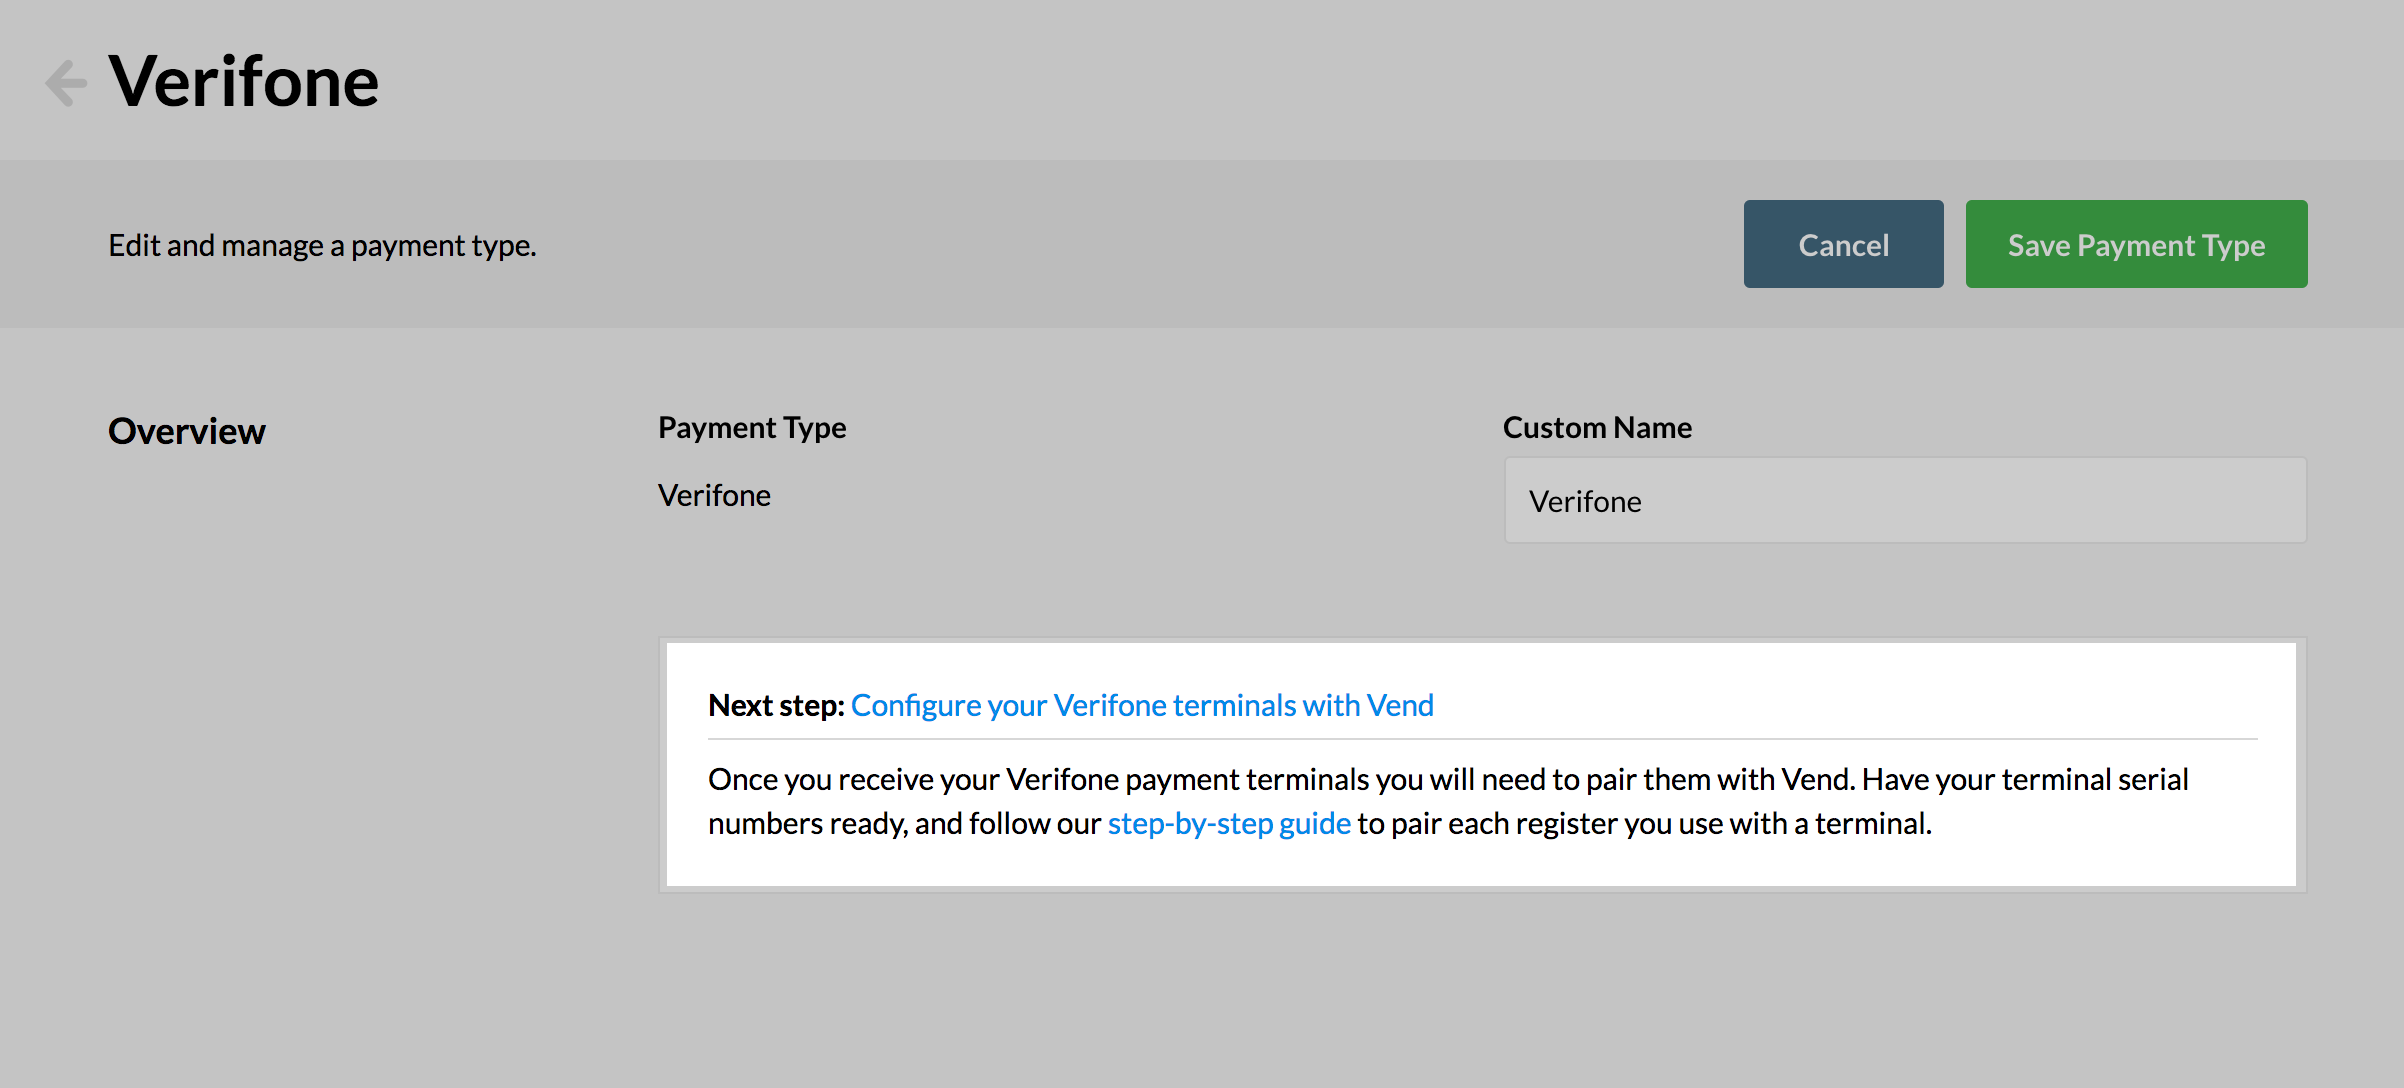 Verifone
Edit and manage a payment type.
Cancel
Save Payment Type
Overview
Payment Type
Custom Name
Verifone
Verifone
Next step: Configure your Verifone terminals with Vend
Once you receive your Verifone payment terminals you will need to pair them with Vend. Have your terminal serial
numbers ready, and follow our step-by-step guide to pair each register you use with a terminal.